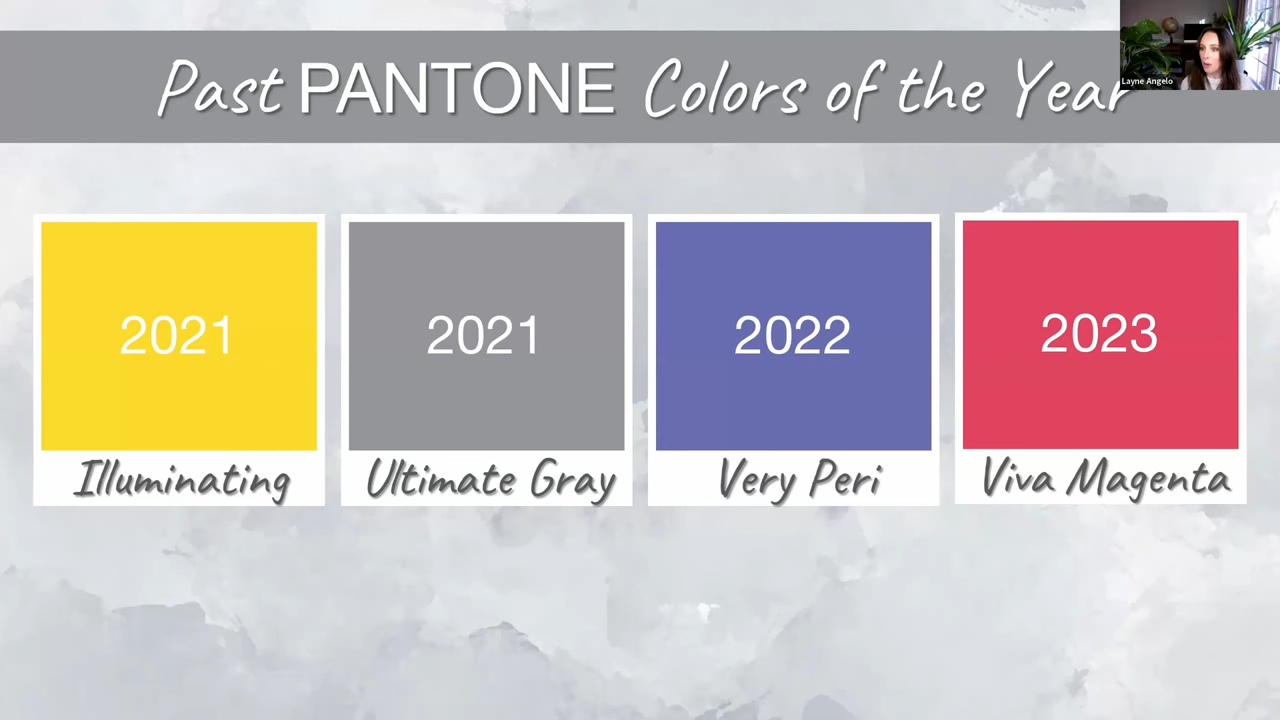 Past PANTONE Colors of the Year
Layne Angelo
2021
2021
2022
2023
Illuminating
Ultimate Gray
Very Peri
Viva Magenta